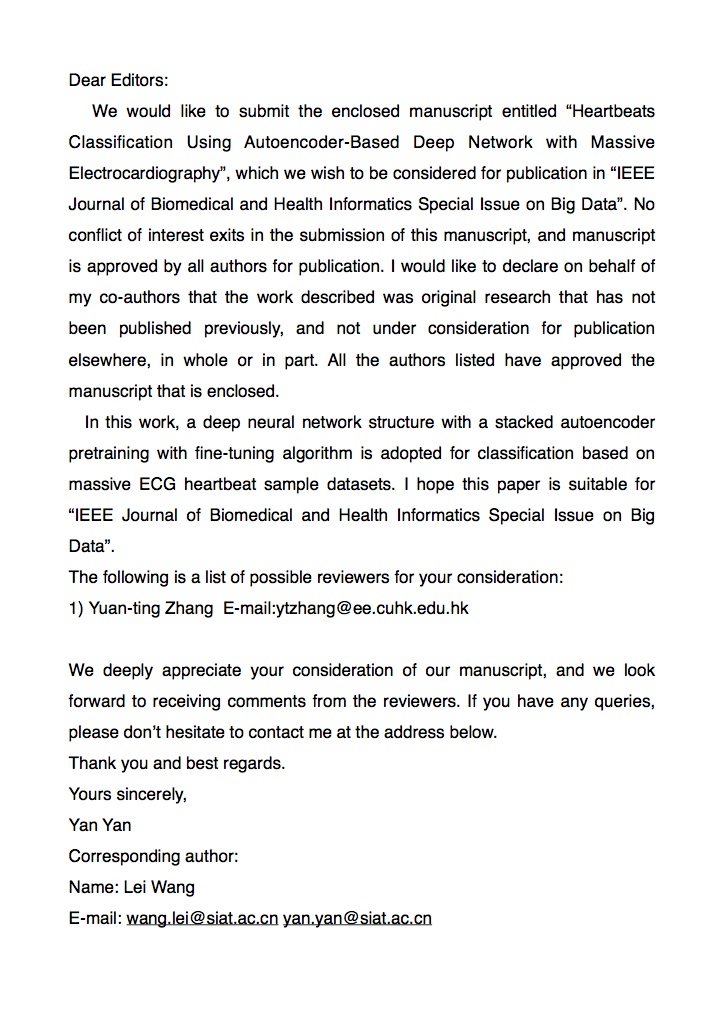 Dear Editors:
We would like to submit the enclosed manuscript entitled “Heartbeats
Classification Using Autoencoder-Based Deep Network with Massive
Electrocardiography”, which we wish to be considered for publication in “IEEE
Journal of Biomedical and Health Informatics Special Issue on Big Data”. No
conflict of interest exits in the submission of this manuscript, and manuscript
is approved by all authors for publication. I would like to declare on behalf of
my co-authors that the work described was original research that has not
been published previously, and not under consideration for publication
elsewhere, in whole or in part. All the authors listed have approved the
manuscript that is enclosed.
In this work, a deep neural network structure with a stacked autoencoder
pretraining with fine-tuning algorithm is adopted for classification based on
massive ECG heartbeat sample datasets. I hope this paper is suitable for
“IEEE Journal of Biomedical and Health Informatics Special Issue on Big
Data”.
The following is a list of possible reviewers for your consideration:
1) Yuan-ting Zhang  E-mail:ytzhang@ee.cuhk.edu.hk
We deeply appreciate your consideration of our manuscript, and we look
forward to receiving comments from the reviewers. If you have any queries,
please don’t hesitate to contact me at the address below.
Thank you and best regards.
Yours sincerely,
Yan Yan
Corresponding author:
Name: Lei Wang
E-mail: wang.lei@siat.ac.cn yan.yan@siat.ac.cn